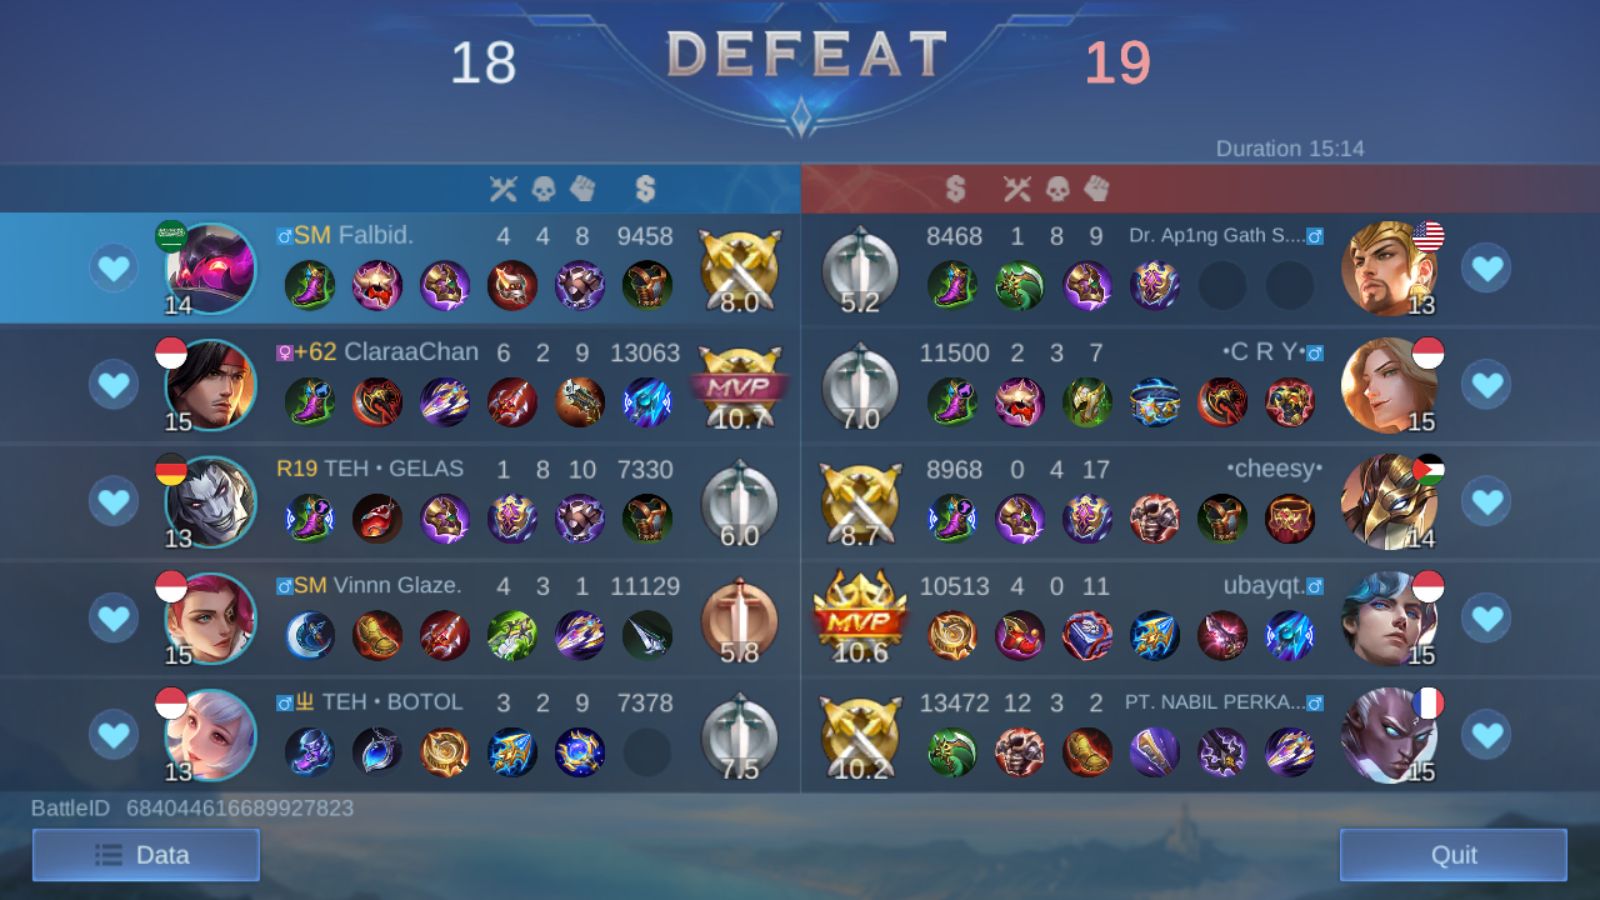 18 DEFEAT 19
Duration 15:14
SM Falbid. 4 4 8 9458 8.0
14
5.2 8468 1 8 9 Dr. Ap1ng Gath S....
13
+62 ClaraaChan 6 2 9 13063 MVP 10.7
15
7.0 11500 2 3 7 •C R Y•
15
R19 TEH • GELAS 1 8 10 7330 6.0
13
8.7 8968 0 4 17 •cheesy•
14
SM Vinnn Glaze. 4 3 1 11129 5.8
15
MVP 10.6 10513 4 0 11 ubayqt.
15
TEH • BOTOL 3 2 9 7378 7.5
13
10.2 13472 12 3 2 PT. NABIL PERKA...
15
BattleID 684044616689927823
Data
Quit